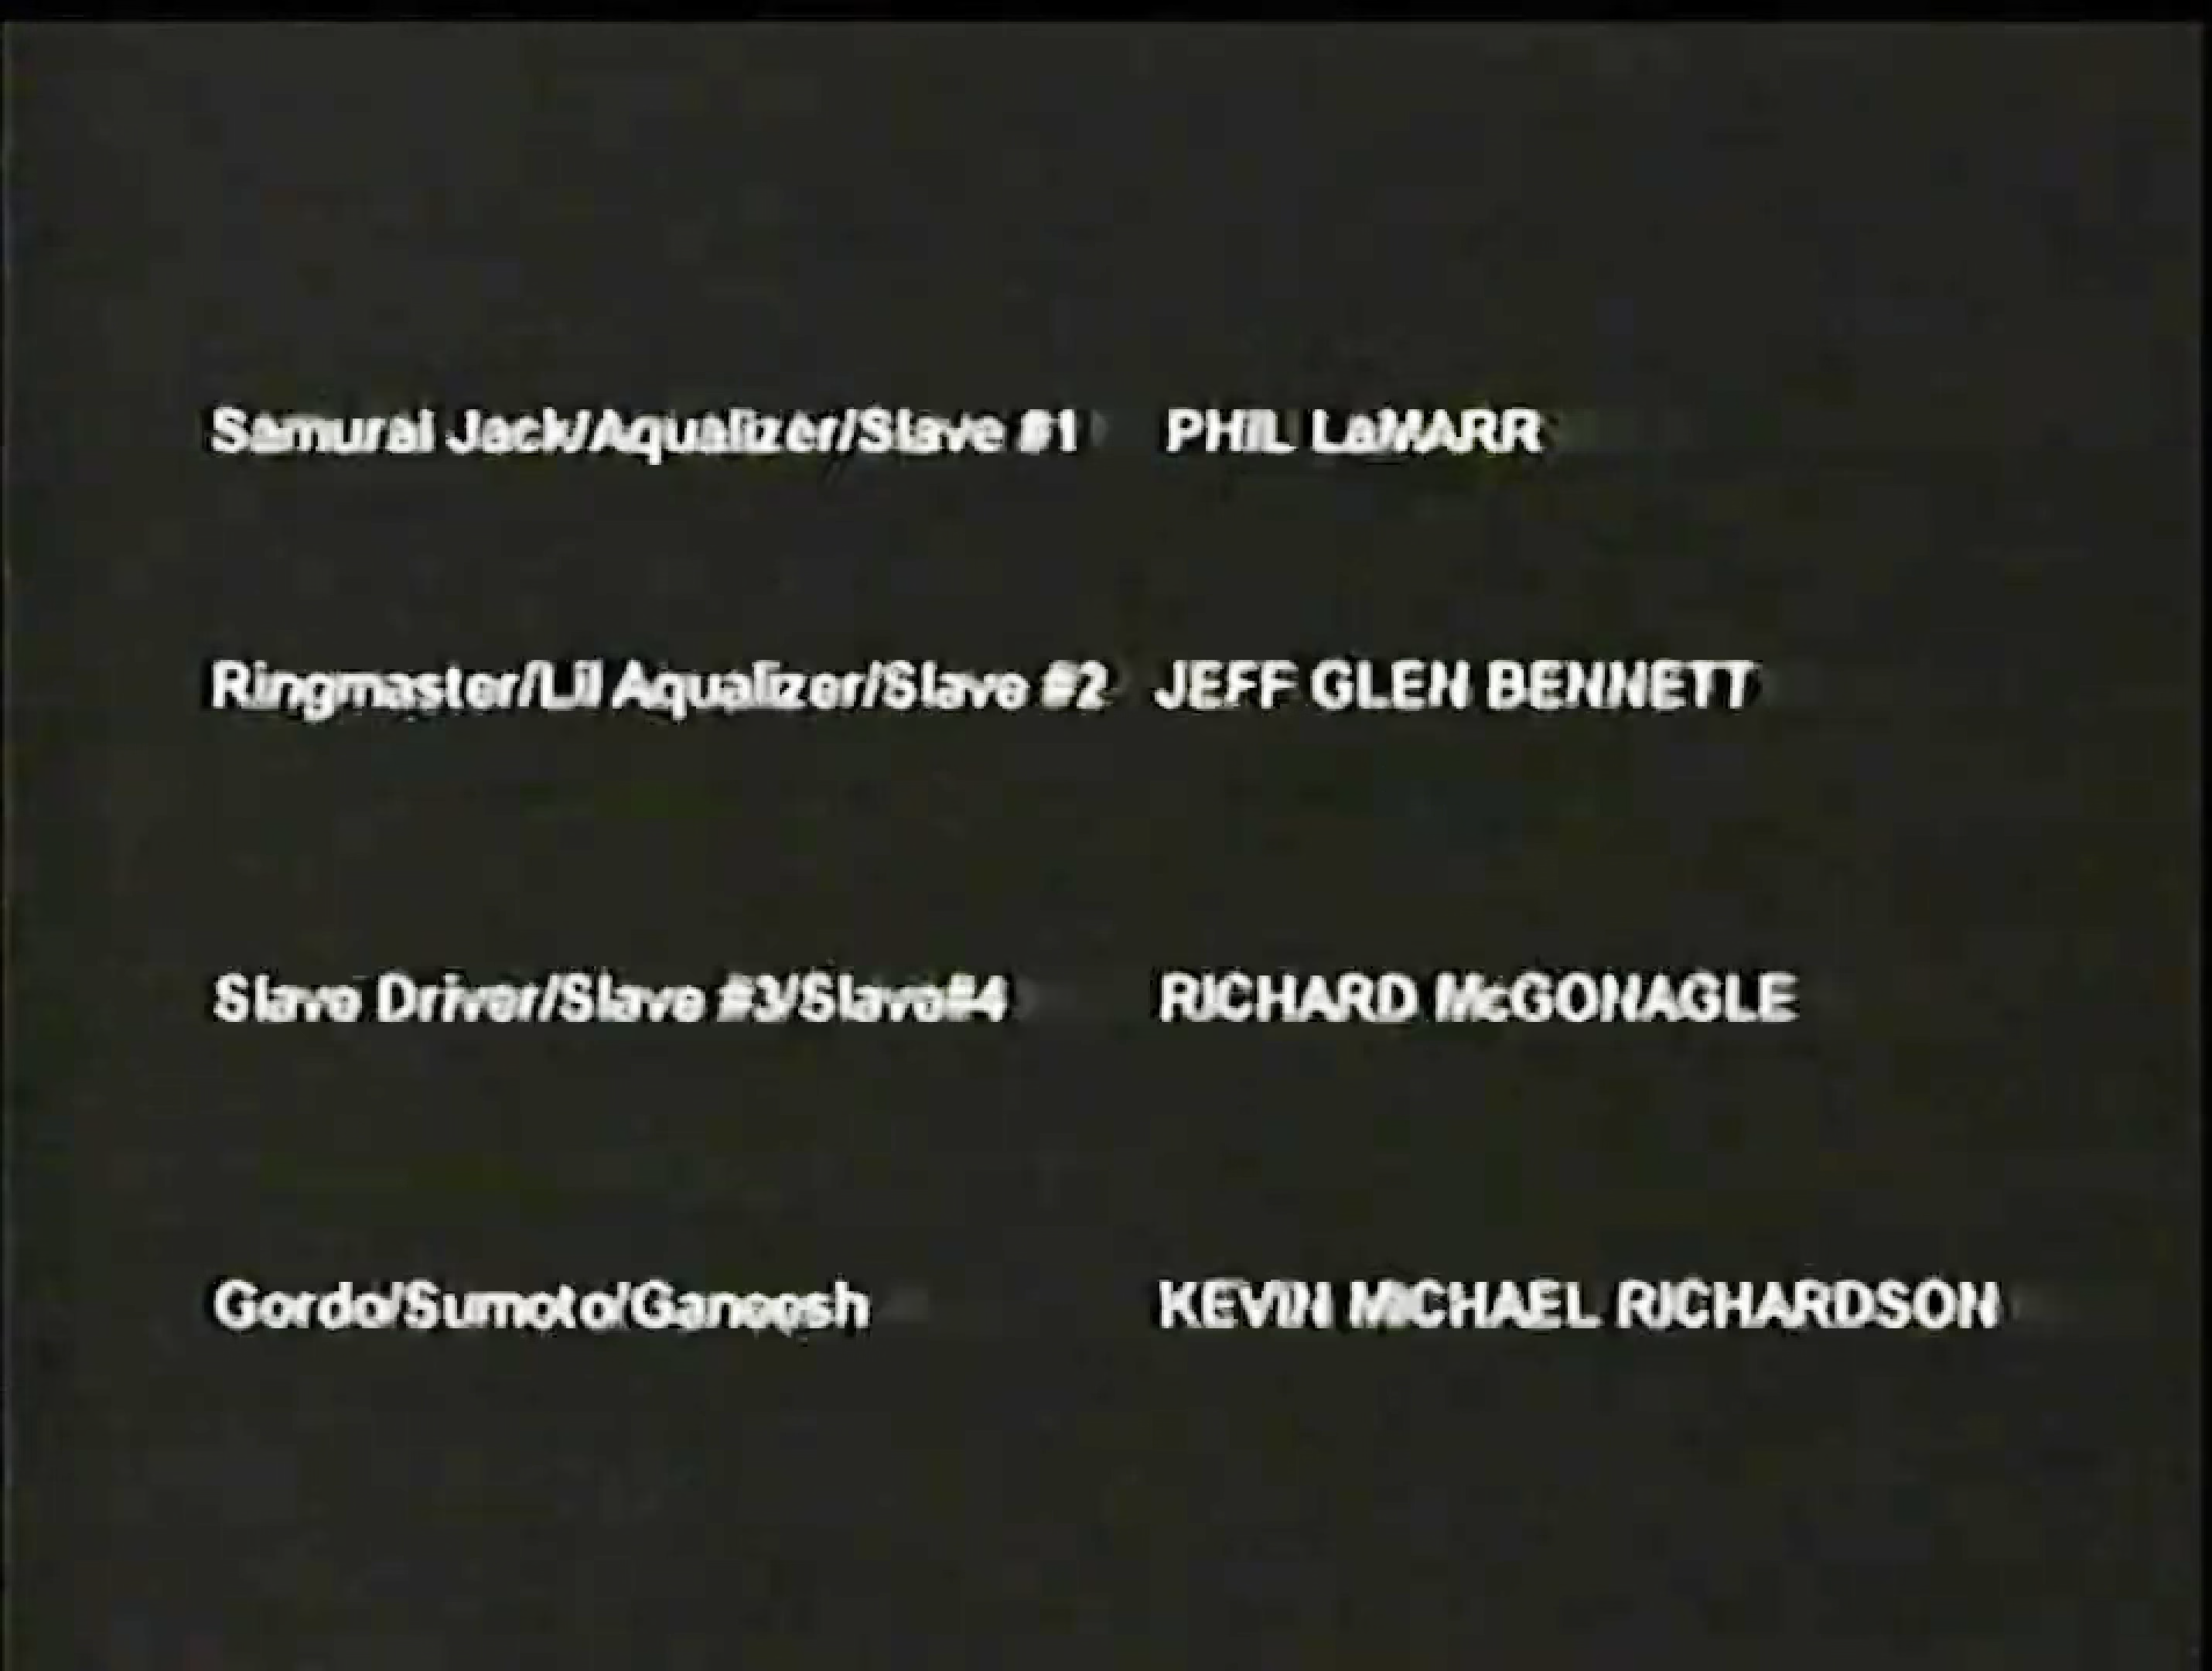 Samurai Jack/Aqualizer/Slave #1 PHIL LaMARR
Ringmaster/Lil Aqualizer/Slave #2 JEFF GLEN BENNETT
Slave Driver/Slave #3/Slave#4 RICHARD McGONAGLE
Gordo/Sumoto/Ganeesh KEVIN MICHAEL RICHARDSON